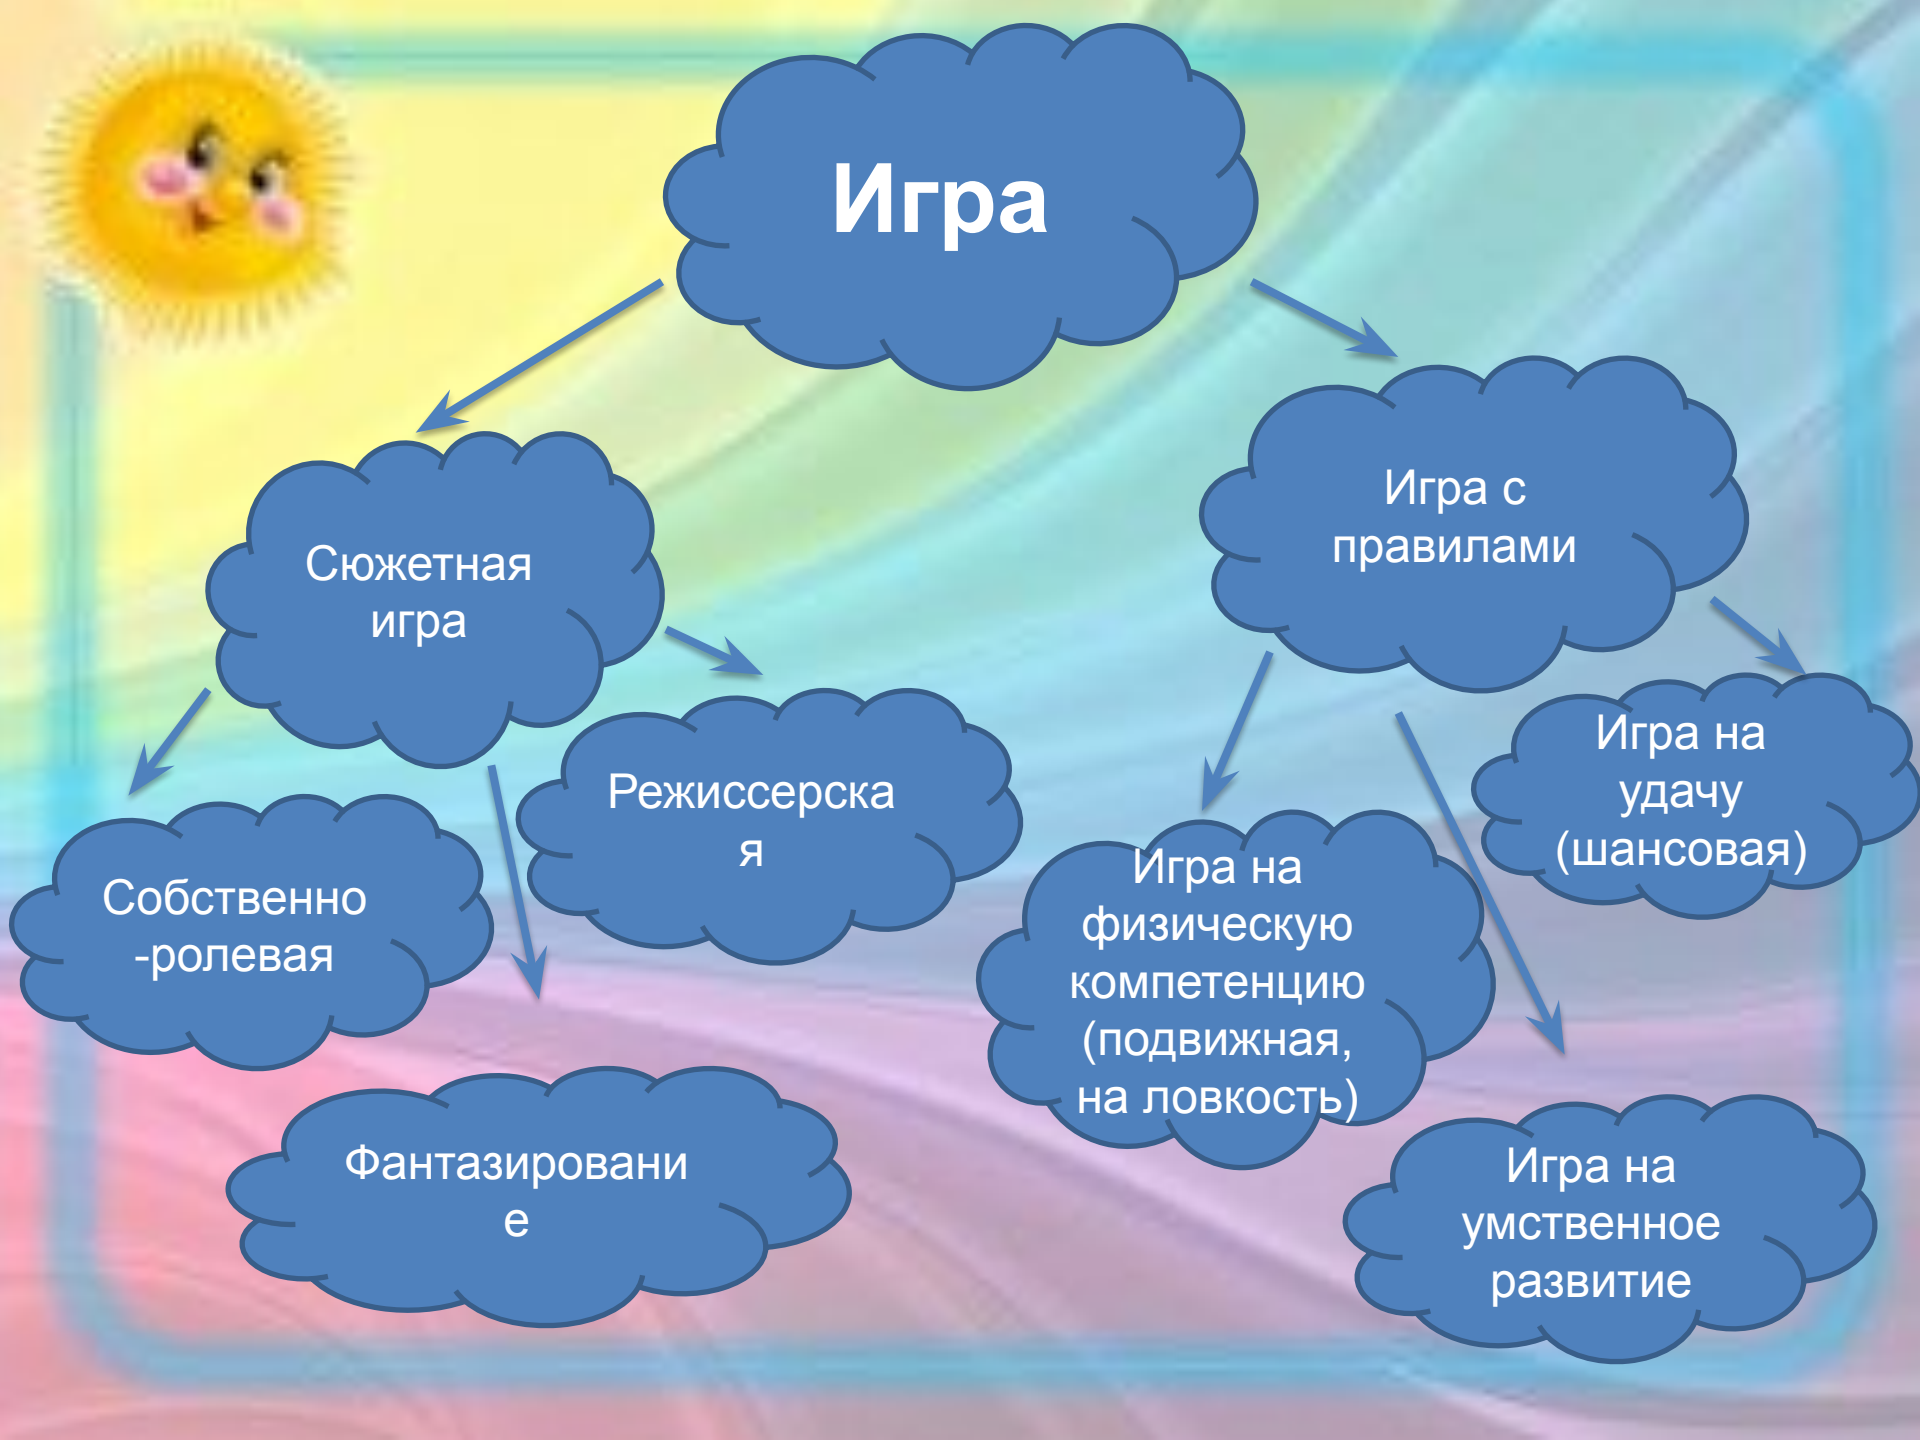 Игра
Сюжетная
игра
Игра с
правилами
Собственно
-ролевая
Режиссерска
я
Фантазировани
е
Игра на
физическую
компетенцию
(подвижная,
на ловкость)
Игра на
умственное
развитие
Игра на
удачу
(шансовая)